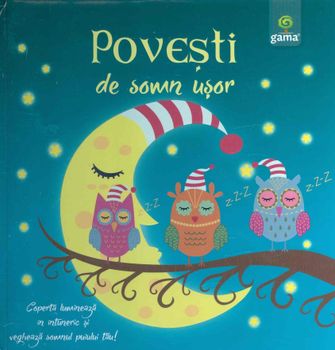 gama
POVEȘTI
de somn ușor
Z-Z-Z
Z-Z-Z
Z-Z-Z
Coperta luminează
în întuneric și
veghează somnul puiului tău!